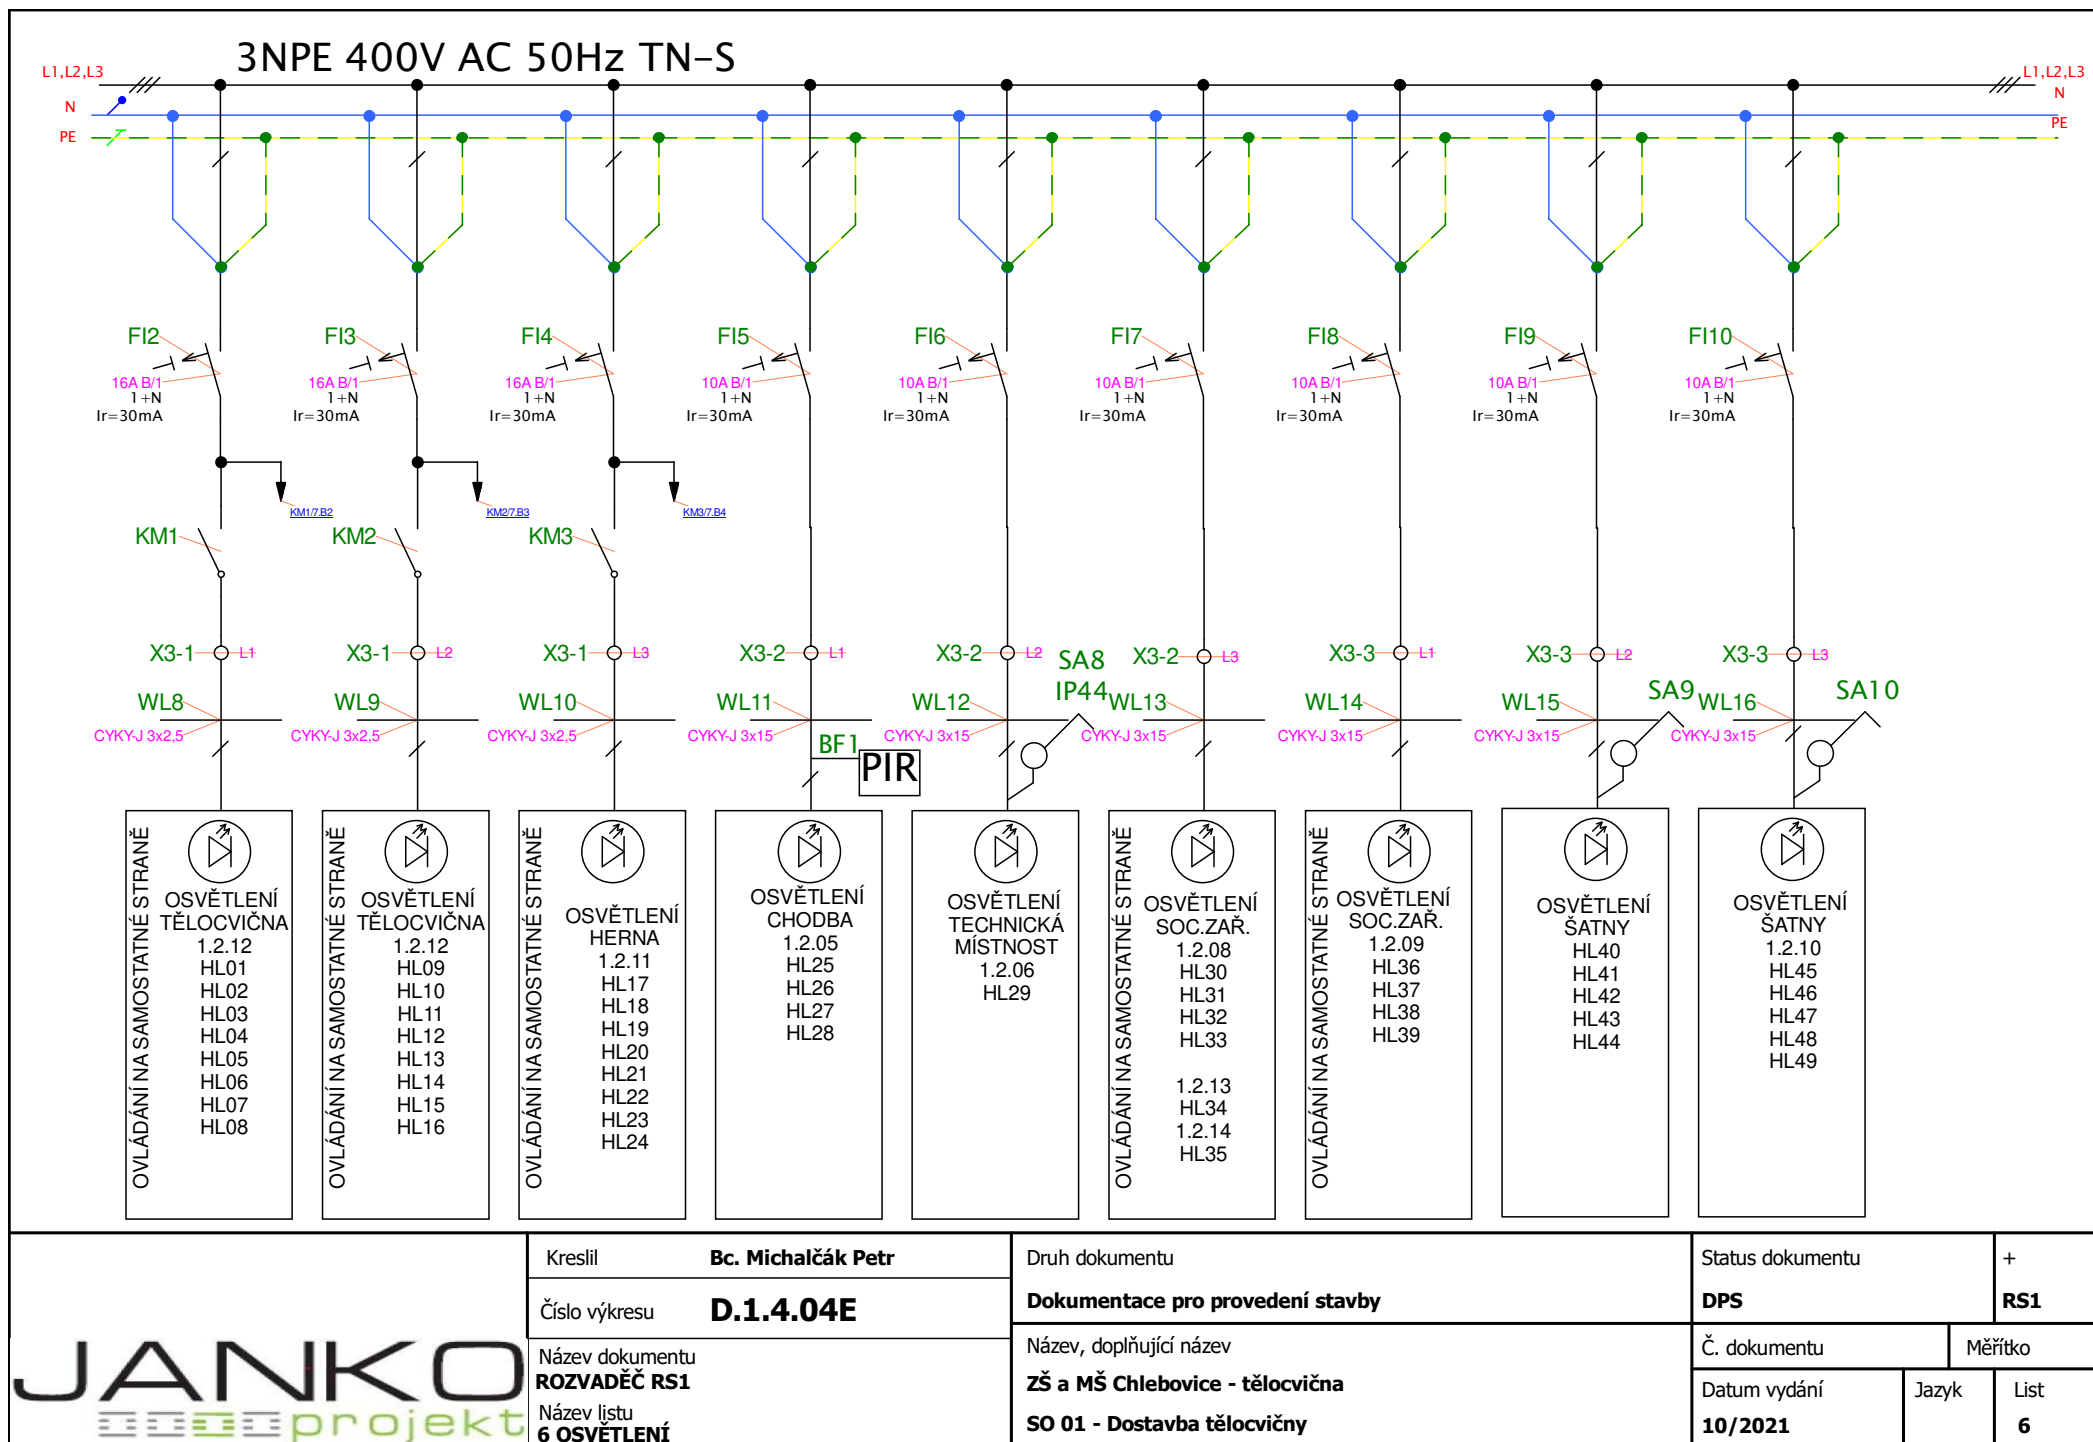 3NPE 400V AC 50Hz TN-S
L1,L2,L3
L1,L2,L3
N
N
PE
PE
FI2
FI3
FI4
FI5
FI6
FI7
FI8
FI9
FI10
16A B/1
16A B/1
16A B/1
10A B/1
10A B/1
10A B/1
10A B/1
10A B/1
10A B/1
1+N
1+N
1+N
1+N
1+N
1+N
1+N
1+N
1+N
Ir=30mA
Ir=30mA
Ir=30mA
Ir=30mA
Ir=30mA
Ir=30mA
Ir=30mA
Ir=30mA
Ir=30mA
KM1/7.B2
KM2/7.B3
KM3/7.B4
KM1
KM2
KM3
X3-1 L1
X3-1 L2
X3-1 L3
X3-2 L1
X3-2 L2
X3-2 L3
X3-3 L1
X3-3 L2
X3-3 L3
SA8
IP44
SA9
SA10
WL8
WL9
WL10
WL11
WL12
WL13
WL14
WL15
WL16
CYKY-J 3x2,5
CYKY-J 3x2,5
CYKY-J 3x2,5
CYKY-J 3x15
CYKY-J 3x15
CYKY-J 3x15
CYKY-J 3x15
CYKY-J 3x15
CYKY-J 3x15
BF1
PIR
OVLÁDÁNÍ NA SAMOSTATNÉ STRANĚ
OSVĚTLENÍ
TĚLOCVIČNA
1.2.12
HL01
HL02
HL03
HL04
HL05
HL06
HL07
HL08
OVLÁDÁNÍ NA SAMOSTATNÉ STRANĚ
OSVĚTLENÍ
TĚLOCVIČNA
1.2.12
HL09
HL10
HL11
HL12
HL13
HL14
HL15
HL16
OVLÁDÁNÍ NA SAMOSTATNÉ STRANĚ
OSVĚTLENÍ
HERNA
1.2.11
HL17
HL18
HL19
HL20
HL21
HL22
HL23
HL24
OSVĚTLENÍ
CHODBA
1.2.05
HL25
HL26
HL27
HL28
OSVĚTLENÍ
TECHNICKÁ
MÍSTNOST
1.2.06
HL29
OVLÁDÁNÍ NA SAMOSTATNÉ STRANĚ
OSVĚTLENÍ
SOC.ZAŘ.
1.2.08
HL30
HL31
HL32
HL33
1.2.13
HL34
1.2.14
HL35
OVLÁDÁNÍ NA SAMOSTATNÉ STRANĚ
OSVĚTLENÍ
SOC.ZAŘ.
1.2.09
HL36
HL37
HL38
HL39
OSVĚTLENÍ
ŠATNY
HL40
HL41
HL42
HL43
HL44
OSVĚTLENÍ
ŠATNY
1.2.10
HL45
HL46
HL47
HL48
HL49
JANKO
projekt
Kreslil Bc. Michalčák Petr
Číslo výkresu D.1.4.04E
Název dokumentu
ROZVADĚČ RS1
Název listu
6 OSVĚTLENÍ
Druh dokumentu
Dokumentace pro provedení stavby
Název, doplňující název
ZŠ a MŠ Chlebovice - tělocvična
SO 01 - Dostavba tělocvičny
Status dokumentu
DPS
+
RS1
Č. dokumentu
Měřítko
Datum vydání
10/2021
Jazyk
List
6